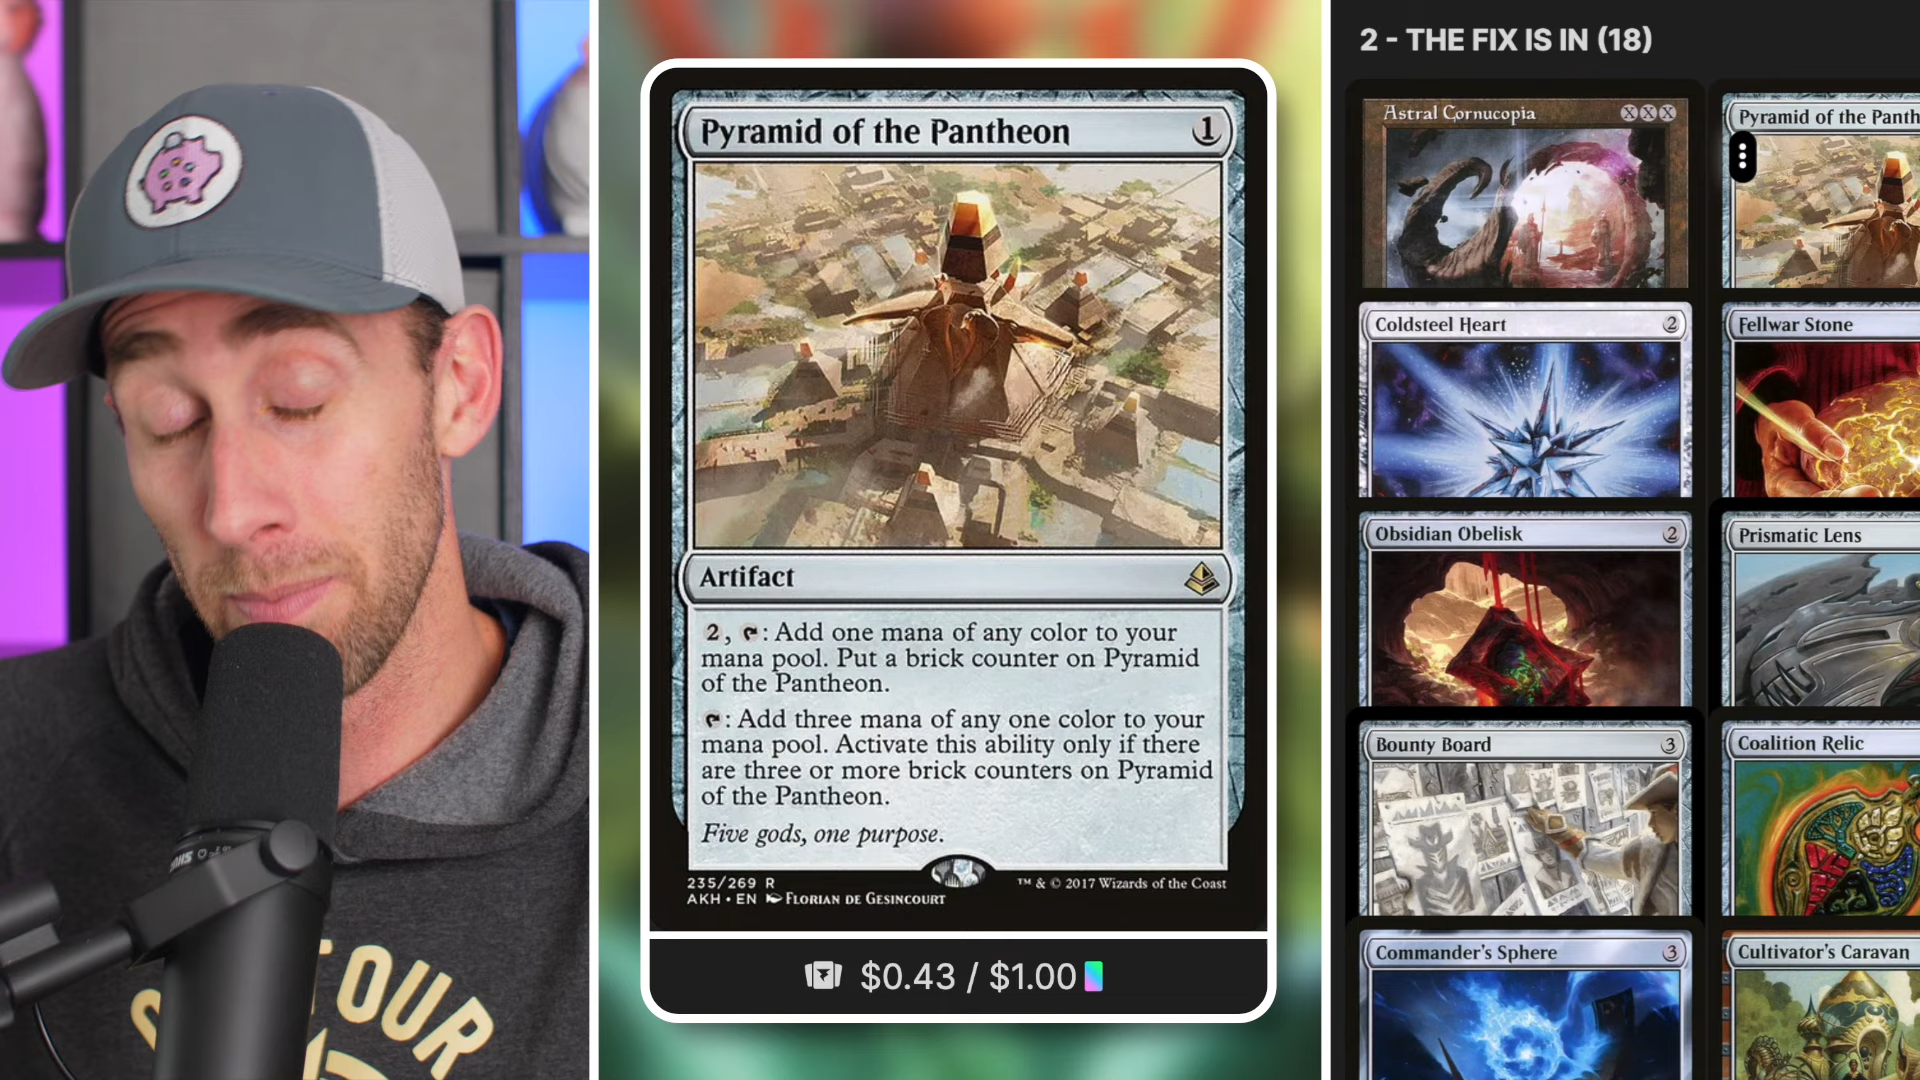 OUR
Pyramid of the Pantheon 1
Artifact
2, : Add one mana of any color to your
mana pool. Put a brick counter on Pyramid
of the Pantheon.
: Add three mana of any one color to your
mana pool. Activate this ability only if there
are three or more brick counters on Pyramid
of the Pantheon.
Five gods, one purpose.
235/269 R
AKH • EN FLORIAN DE GESINCOURT
™ & © 2017 Wizards of the Coast
$0.43 / $1.00
2 - THE FIX IS IN (18)
Astral Cornucopia X X X
Pyramid of the Panth
Coldsteel Heart 2
Fellwar Stone
Obsidian Obelisk 2
Prismatic Lens
Bounty Board 3
Coalition Relic
Commander's Sphere 3
Cultivator's Caravan